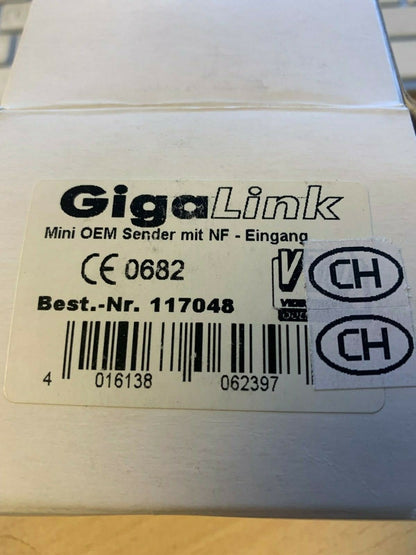 GigaLink
Mini OEM Sender mit NF - Eingang
CE 0682
Best.-Nr. 117048
V
CH
CH
4 016138 062397